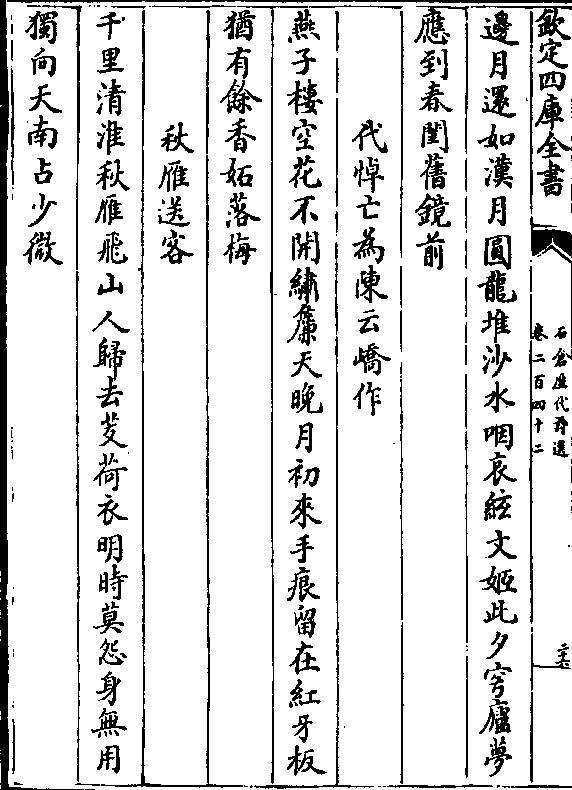 欽定四庫全書
石倉歷代詩選
卷二百四十二
邊月還如漢月圓龍堆沙水咽哀絃文姬此夕穹廬夢
應到春閨舊鏡前
代悼亡為陳云嶠作
燕子樓空花不開繡簾天晚月初來手痕留在紅牙板
猶有餘香妬落梅
秋雁送客
千里清淮秋雁飛山人歸去芰荷衣明時莫怨身無用
獨向天南占少微